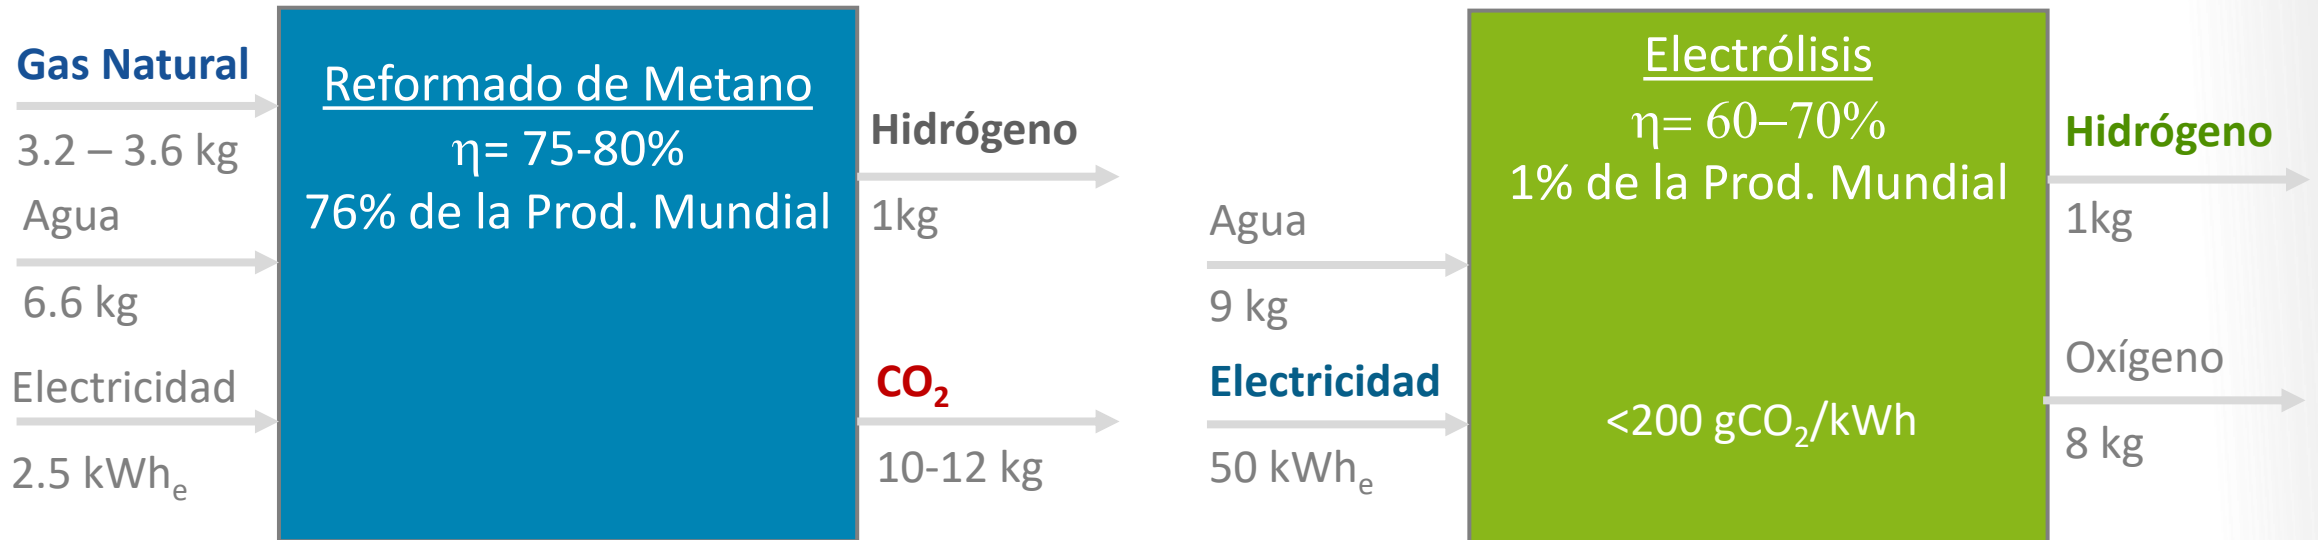 Gas Natural
3.2 – 3.6 kg
Agua
6.6 kg
Electricidad
2.5 kWhₑ
Reformado de Metano
η= 75-80%
76% de la Prod. Mundial
Hidrógeno
1kg
CO₂
10-12 kg
Agua
9 kg
Electricidad
50 kWhₑ
Electrólisis
η= 60–70%
1% de la Prod. Mundial
<200 gCO₂/kWh
Hidrógeno
1kg
Oxígeno
8 kg